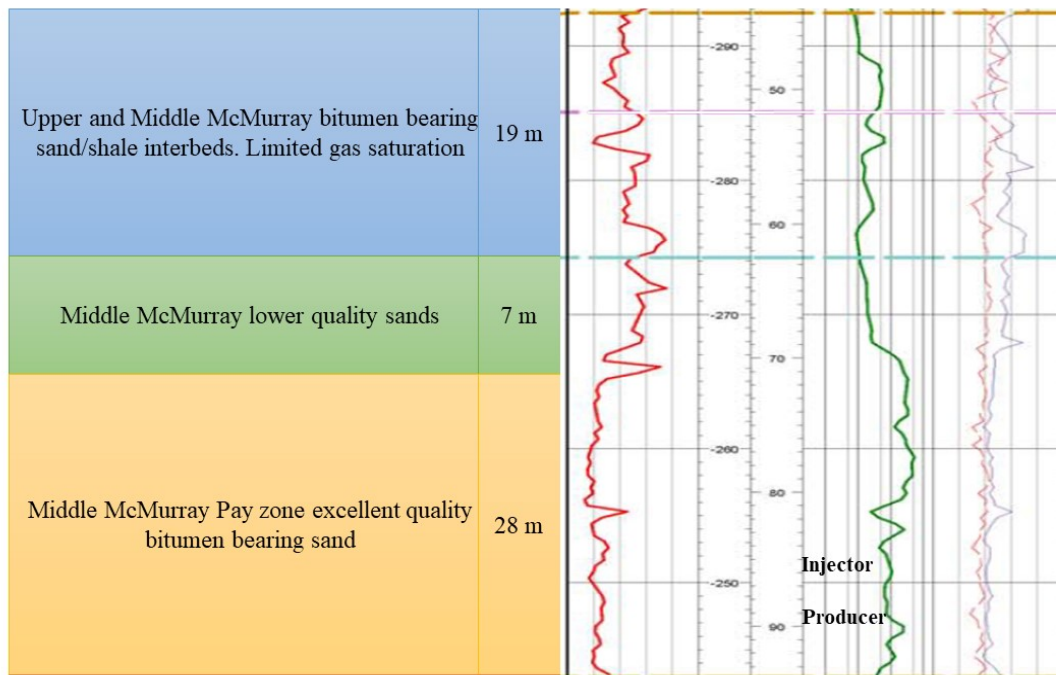 Upper and Middle McMurray bitumen bearing
sand/shale interbeds. Limited gas saturation
19 m
Middle McMurray lower quality sands
7 m
Middle McMurray Pay zone excellent quality
bitumen bearing sand
28 m
-290
50
-280
60
-270
70
-260
80
Injector
-250
Producer
90